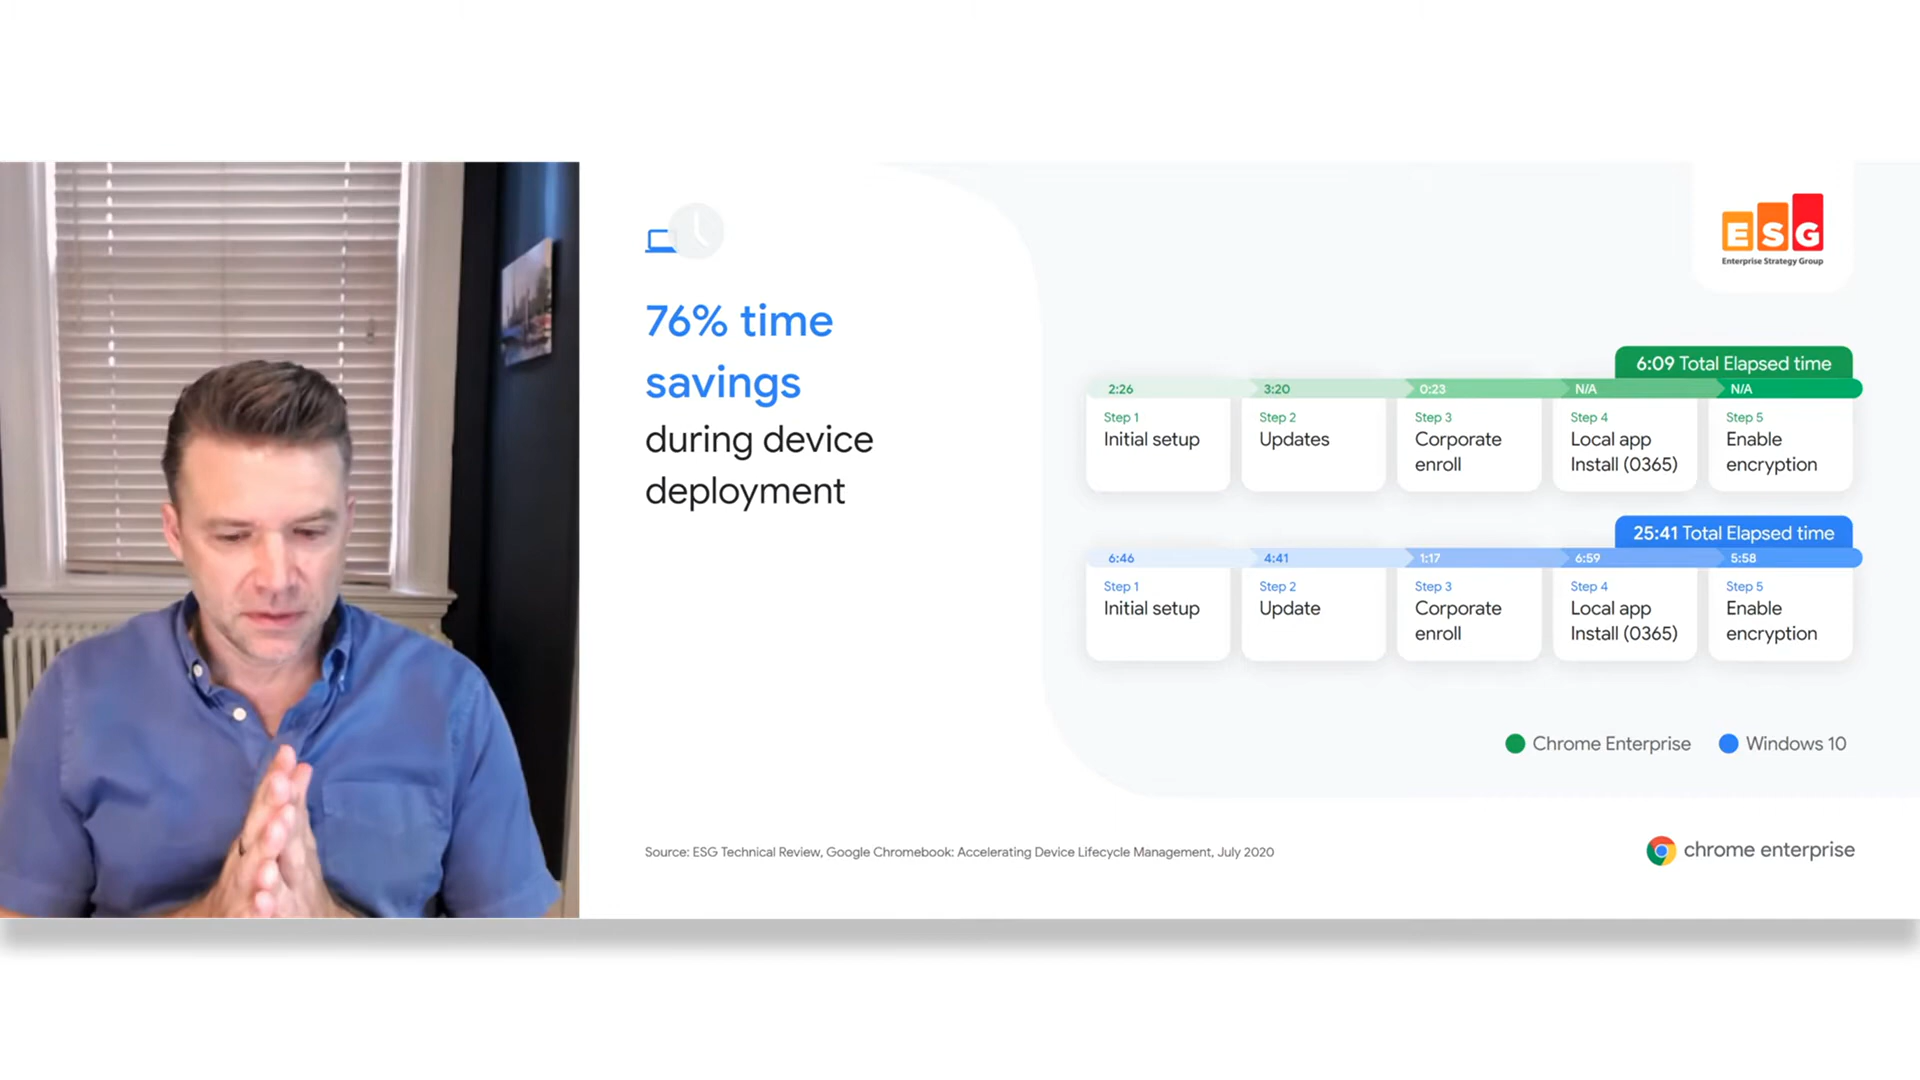 76% time
savings
during device
deployment
ESG
Enterprise Strategy Group
6:09 Total Elapsed time
2:26 3:20 0:23 N/A N/A
Step 1
Initial setup
Step 2
Updates
Step 3
Corporate
enroll
Step 4
Local app
Install (0365)
Step 5
Enable
encryption
25:41 Total Elapsed time
6:46 4:41 1:17 6:59 5:58
Step 1
Initial setup
Step 2
Update
Step 3
Corporate
enroll
Step 4
Local app
Install (0365)
Step 5
Enable
encryption
Chrome Enterprise Windows 10
Source: ESG Technical Review, Google Chromebook: Accelerating Device Lifecycle Management, July 2020
chrome enterprise